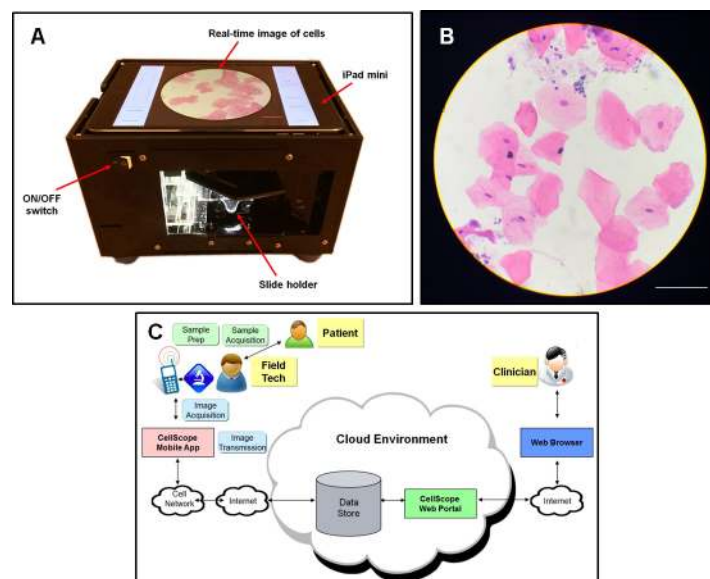 A
Real-time image of cells
iPad mini
ON/OFF
switch
Slide holder
B
C
Sample
Prep
Sample
Acquisition
Patient
Field
Tech
Clinician
Image
Acquisition
CellScope
Mobile App
Image
Transmission
Cloud Environment
Web Browser
Cell
Network
Internet
Data
Store
CellScope
Web Portal
Internet